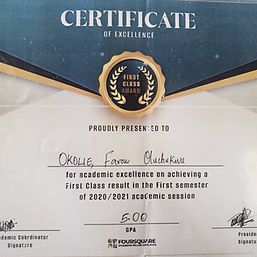 CERTIFICATE
OF EXCELLENCE
FIRST
CLASS
AWARD
PROUDLY PRESENTED TO
OKOLIE Favour Oluchukwu
for academic excellence on achieving a
First Class result in the First semester
of 2020/2021 academic session
5.00
GPA
ademic Coordinator
Signature
President
Signature
FOURSQUARE